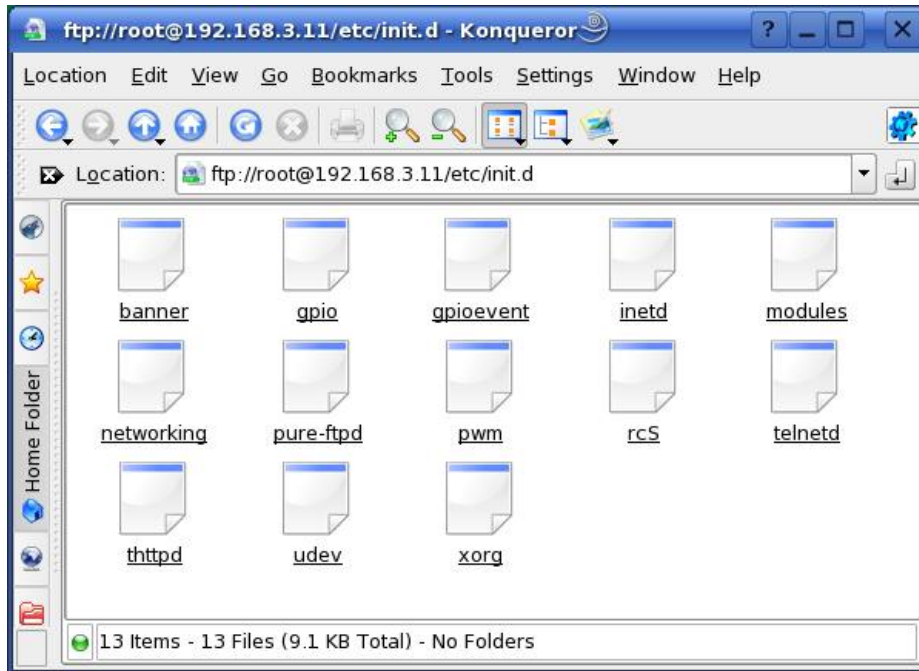 ftp://root@192.168.3.11/etc/init.d - Konqueror
Location Edit View Go Bookmarks Tools Settings Window Help
Location: ftp://root@192.168.3.11/etc/init.d
Home Folder
banner gpio gpioevent inetd modules
networking pure-ftpd pwm rcS telnetd
thttpd udev xorg
13 Items - 13 Files (9.1 KB Total) - No Folders